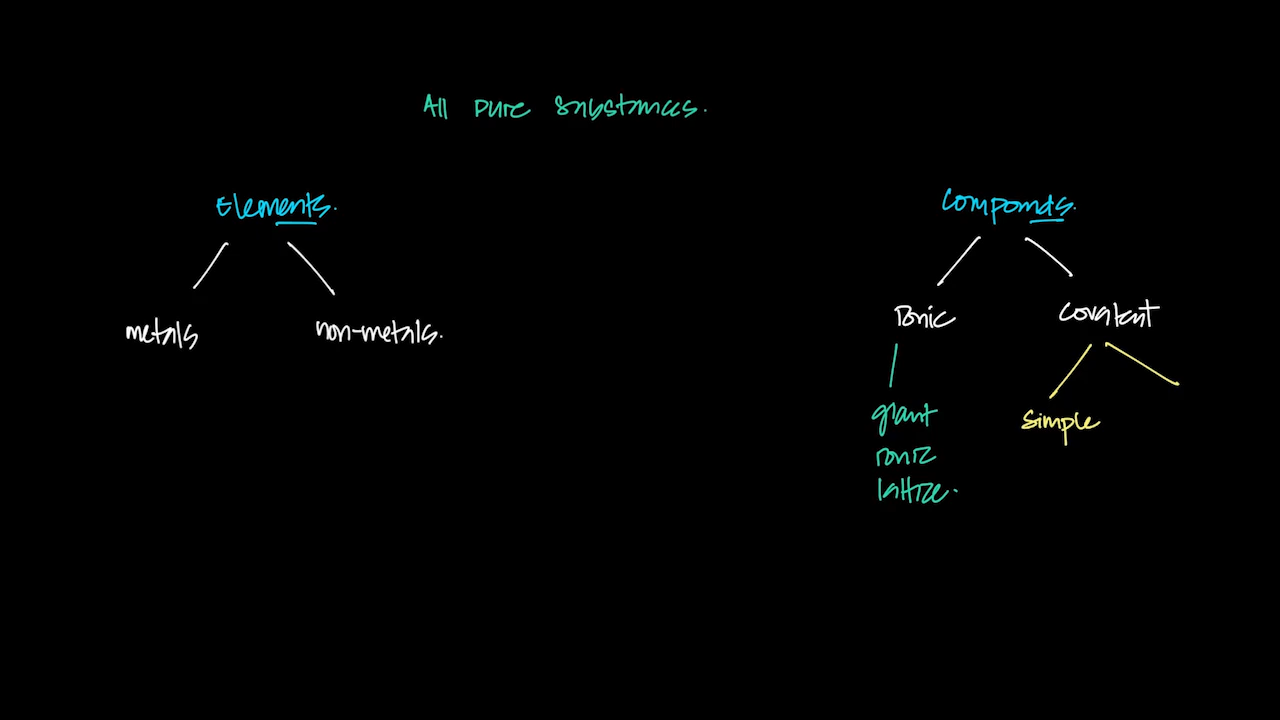 All pure substances.
Elements.
Compounds.
metals
non-metals.
Ionic
Covalent
giant
ionic
lattice.
Simple